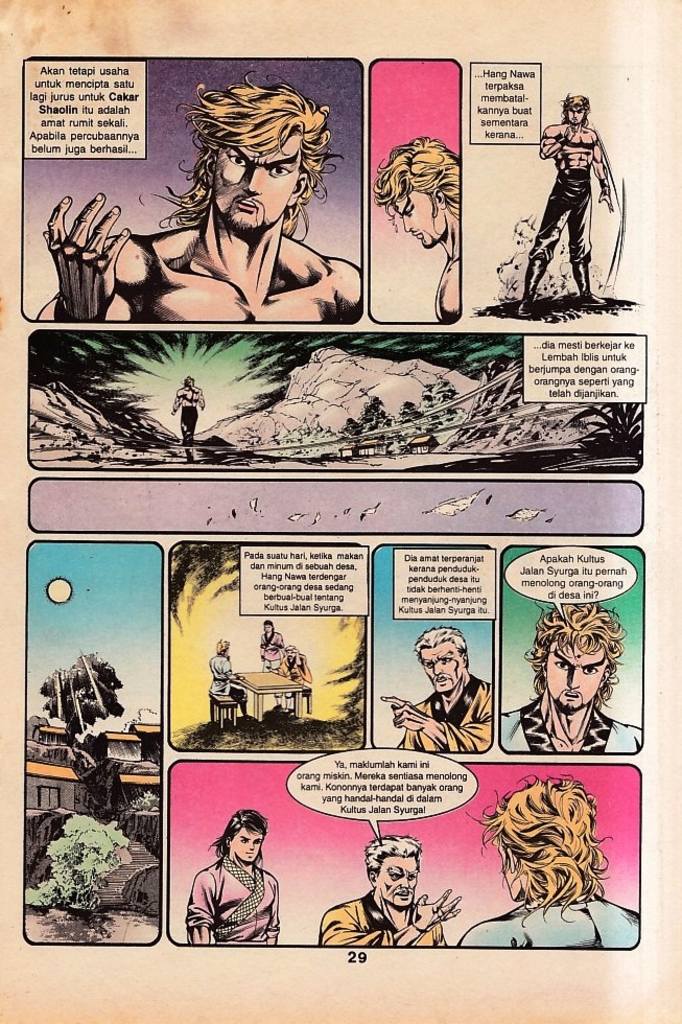 Akan tetapi usaha
untuk mencipta satu
lagi jurus untuk Cakar
Shaolin itu adalah
amat rumit sekali.
Apabila percubaannya
belum juga berhasil...
...Hang Nawa
terpaksa
membatal-
kannya buat
sementara
kerana...
...dia mesti berkejar ke
Lembah Iblis untuk
berjumpa dengan orang-
orangnya seperti yang
telah dijanjikan.
Pada suatu hari, ketika makan
dan minum di sebuah desa,
Hang Nawa terdengar
orang-orang desa sedang
berbual-bual tentang
Kultus Jalan Syurga.
Dia amat terperanjat
kerana penduduk-
penduduk desa itu
tidak berhenti-henti
menyanjung-nyanjung
Kultus Jalan Syurga itu.
Apakah Kultus
Jalan Syurga itu pernah
menolong orang-orang
di desa ini?
Ya, maklumlah kami ini
orang miskin. Mereka sentiasa menolong
kami. Kononnya terdapat banyak orang
yang handal-handal di dalam
Kultus Jalan Syurga!
29